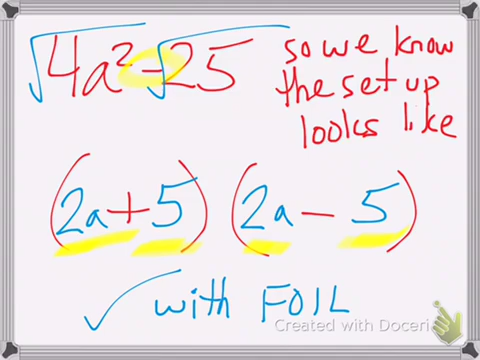 √4a² - √25
so we know
the set up
looks like
(2a + 5) (2a - 5)
✓ with FOIL
Created with Doceri